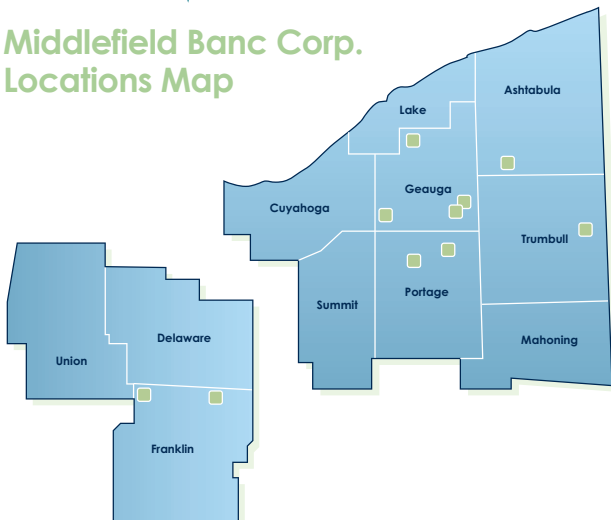 Middlefield Banc Corp.
Locations Map
Ashtabula
Lake
Geauga
Cuyahoga
Trumbull
Portage
Summit
Mahoning
Delaware
Union
Franklin